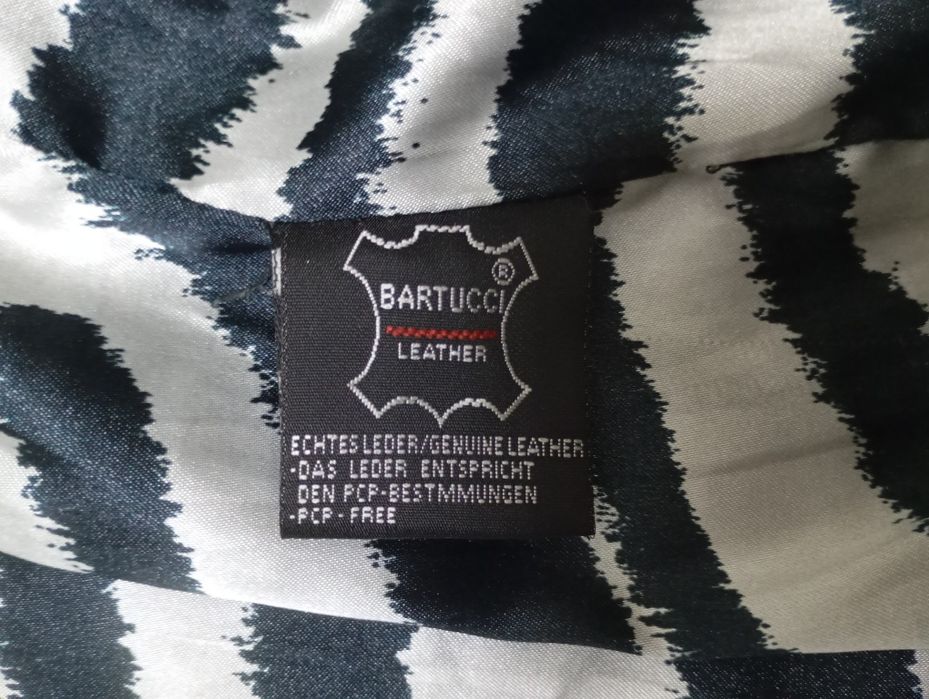 ®
BARTUCCI
LEATHER
ECHTES LEDER/GENUINE LEATHER
-DAS LEDER ENTSPRICHT
DEN PCP-BESTMMUNGEN
-PCP-FREE